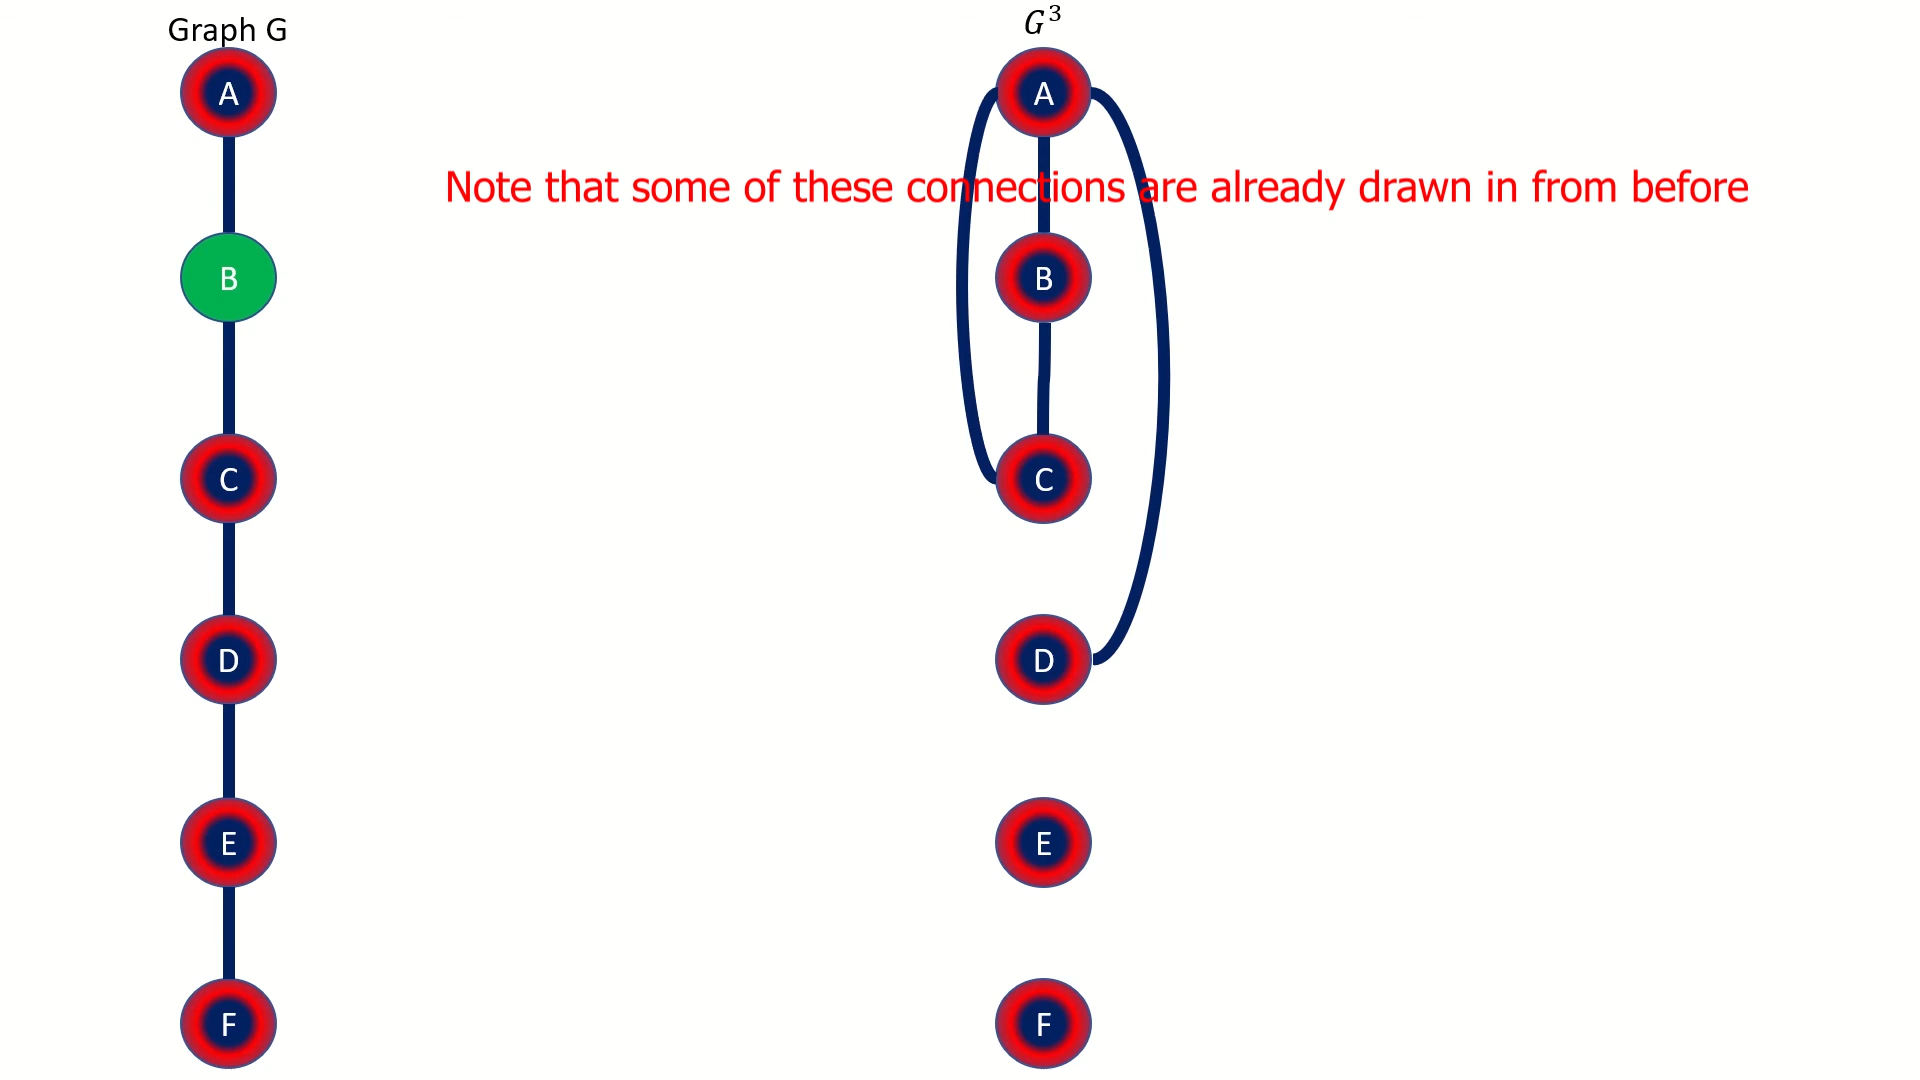 Graph G
G³
A
A
Note that some of these connections are already drawn in from before
B
B
C
C
D
D
E
E
F
F